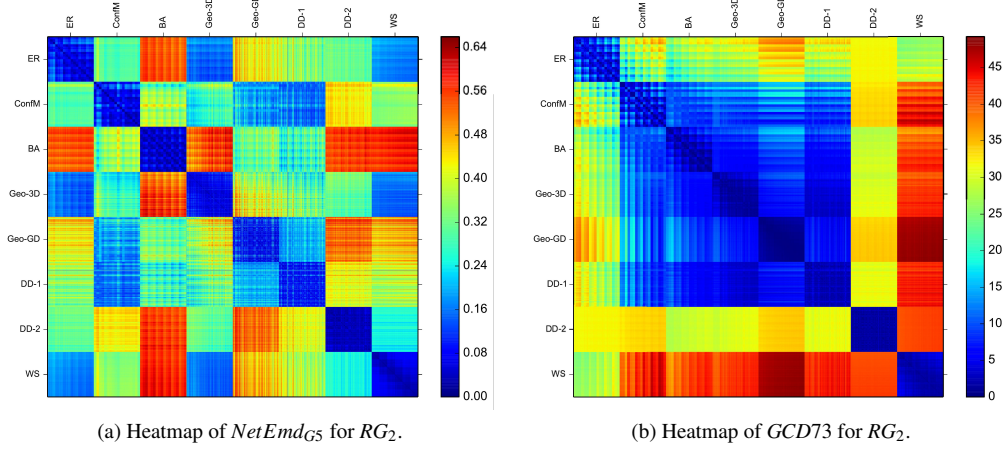 ER ConfM BA Geo-3D Geo-GD DD-1 DD-2 WS
ER
ConfM
BA
Geo-3D
Geo-GD
DD-1
DD-2
WS
0.64
0.56
0.48
0.40
0.32
0.24
0.16
0.08
0.00
(a) Heatmap of NetEmdG5 for RG2.
ER ConfM BA Geo-3D Geo-GD DD-1 DD-2 WS
ER
ConfM
BA
Geo-3D
Geo-GD
DD-1
DD-2
WS
45
40
35
30
25
20
15
10
5
0
(b) Heatmap of GCD73 for RG2.